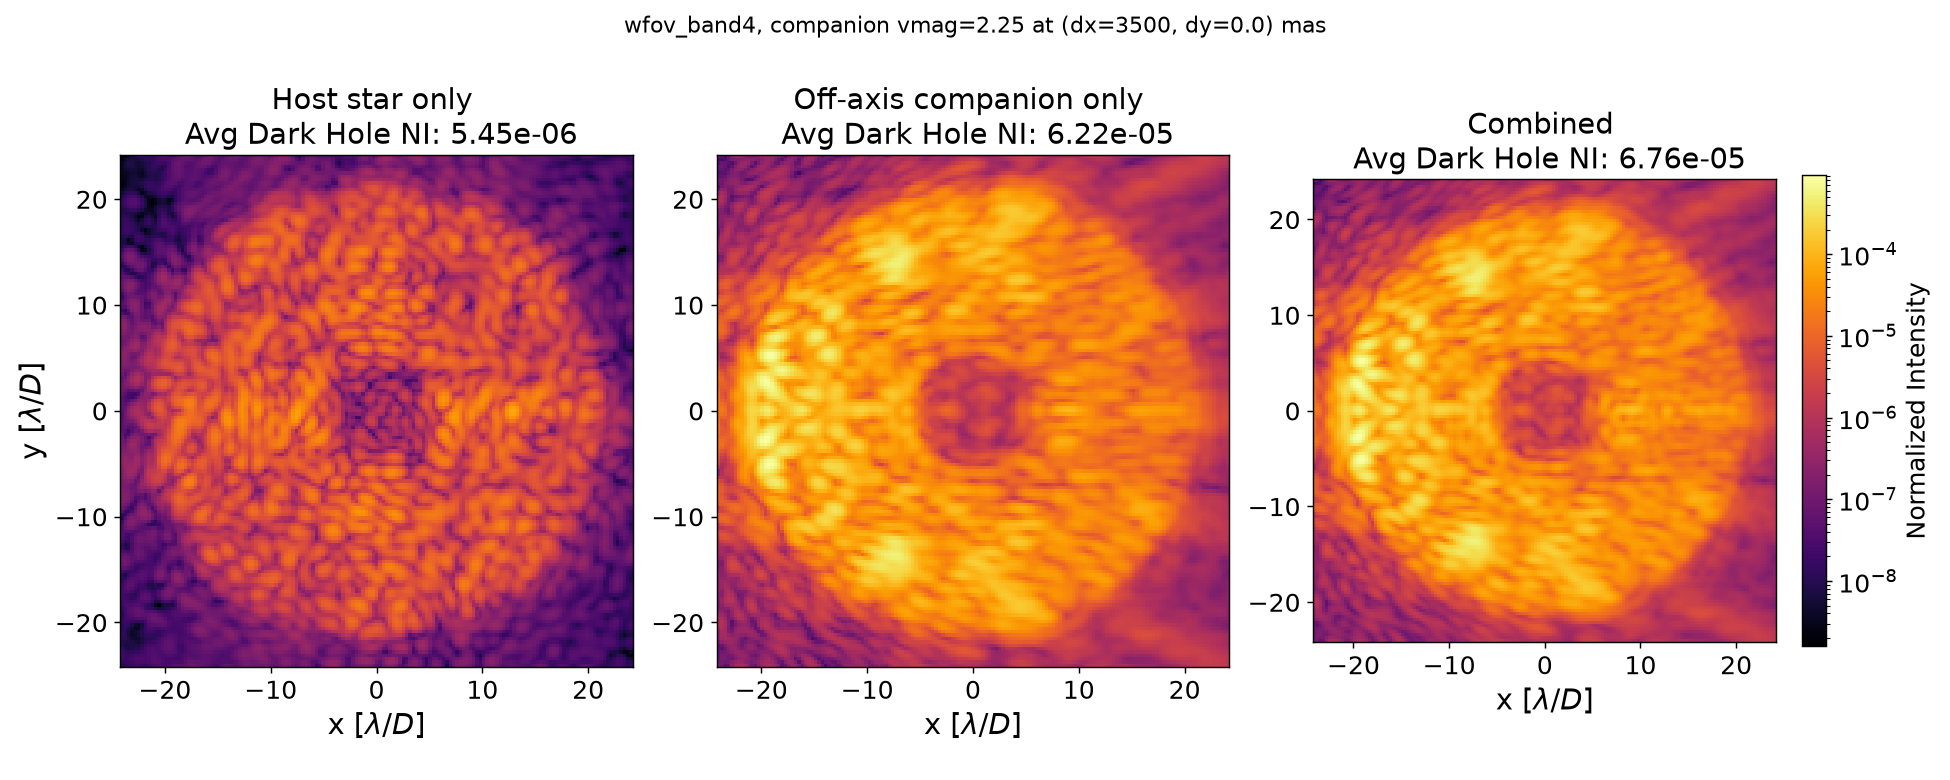 wfov_band4, companion vmag=2.25 at (dx=3500, dy=0.0) mas
Host star only
Avg Dark Hole NI: 5.45e-06
20
10
0
−10
−20
y [λ/D]
−20 −10 0 10 20
x [λ/D]
Off-axis companion only
Avg Dark Hole NI: 6.22e-05
20
10
0
−10
−20
−20 −10 0 10 20
x [λ/D]
Combined
Avg Dark Hole NI: 6.76e-05
20
10
0
−10
−20
−20 −10 0 10 20
x [λ/D]
10⁻⁴
10⁻⁵
10⁻⁶
10⁻⁷
10⁻⁸
Normalized Intensity